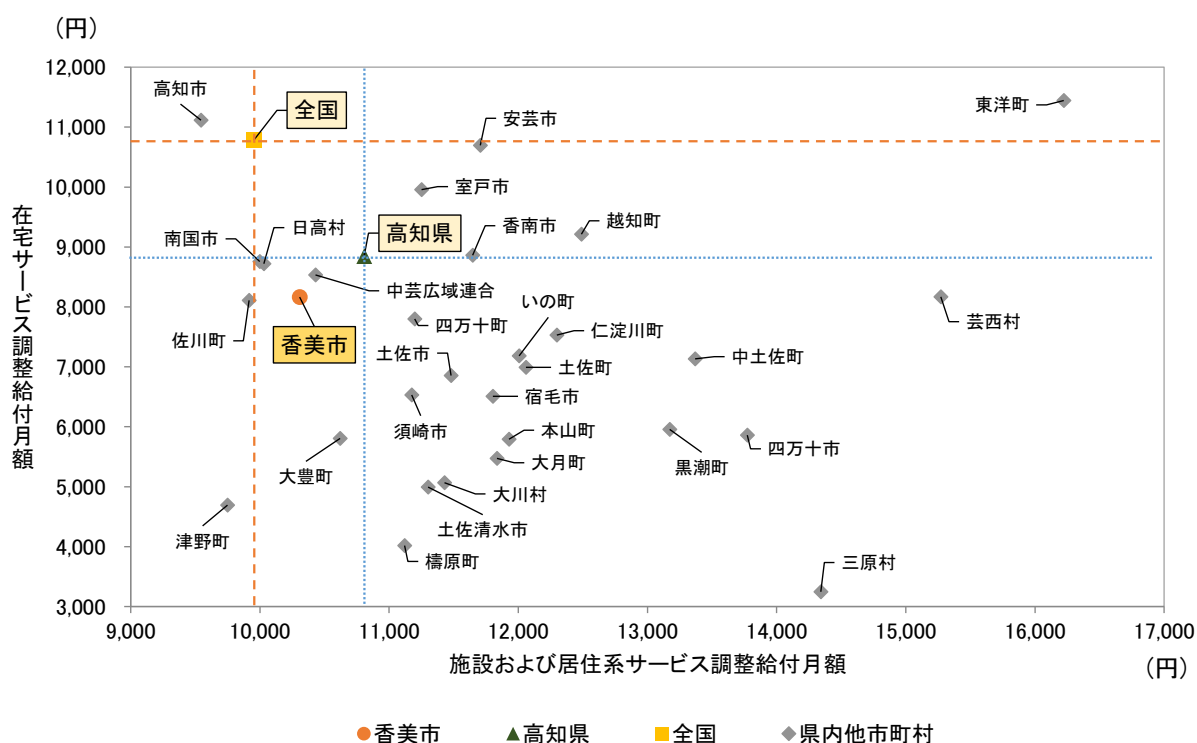 (円)
12,000
11,000
10,000
9,000
8,000
7,000
6,000
5,000
4,000
3,000
在宅サービス調整給付月額
高知市
全国
安芸市
東洋町
室戸市
南国市
日高村
高知県
香南市
越知町
中芸広域連合
佐川町
香美市
四万十町
いの町
仁淀川町
芸西村
土佐市
土佐町
中土佐町
須崎市
宿毛市
大豊町
本山町
黒潮町
四万十市
大月町
大川村
土佐清水市
津野町
檮原町
三原村
9,000
10,000
11,000
12,000
13,000
14,000
15,000
16,000
17,000
施設および居住系サービス調整給付月額
(円)
香美市
高知県
全国
県内他市町村